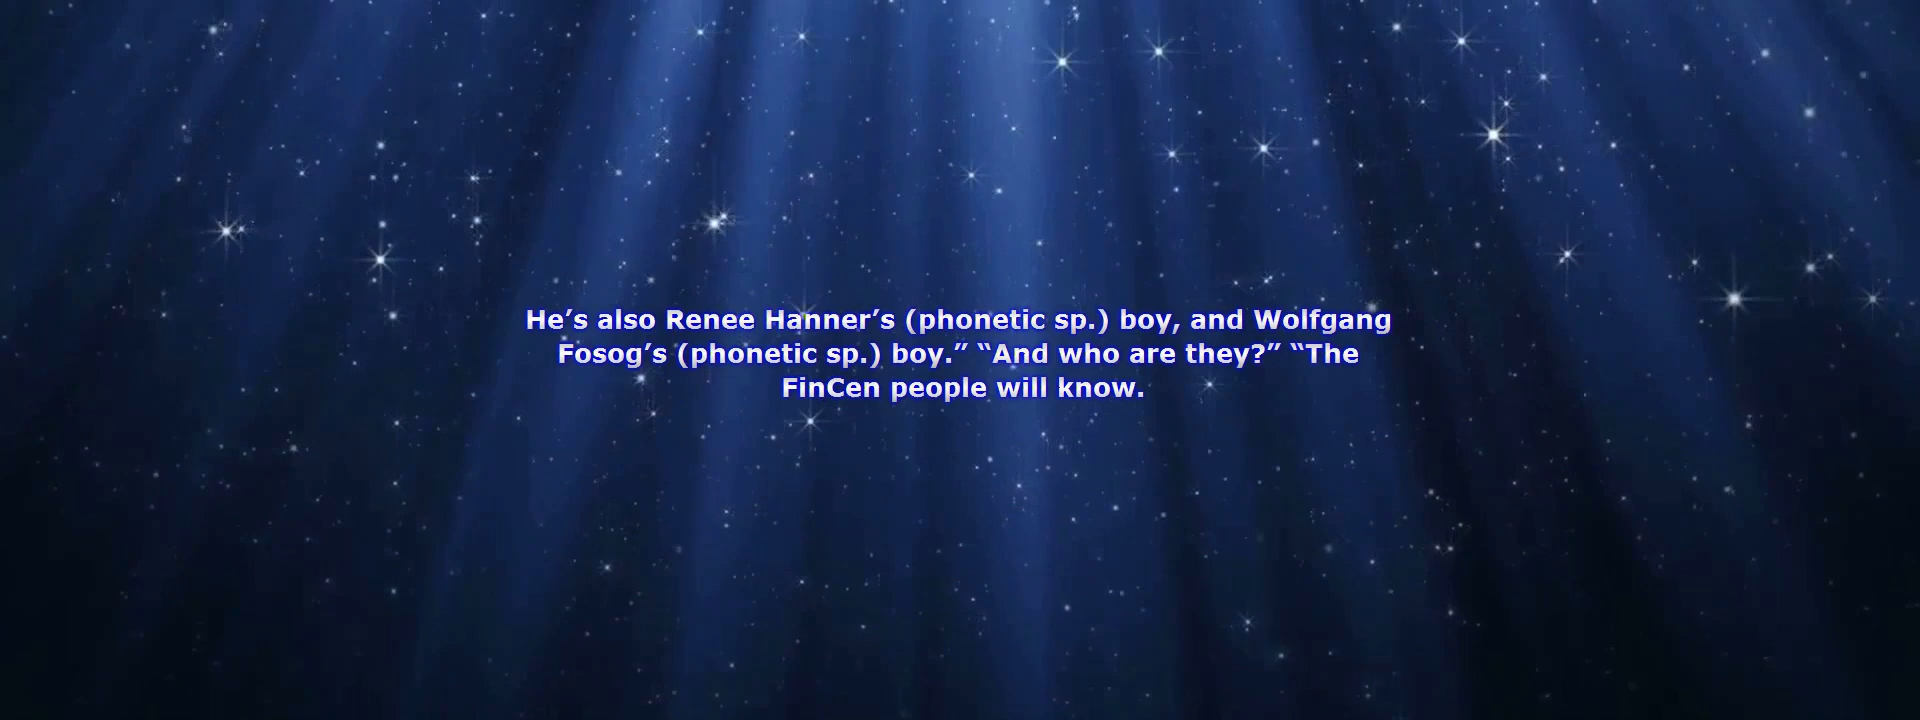 He’s also Renee Hanner’s (phonetic sp.) boy, and Wolfgang
Fosog’s (phonetic sp.) boy.” “And who are they?” “The
FinCen people will know.